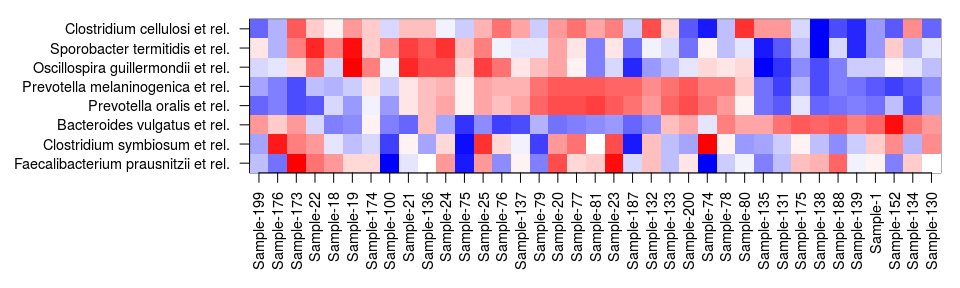 Clostridium cellulosi et rel.
Sporobacter termitidis et rel.
Oscillospira guillermondii et rel.
Prevotella melaninogenica et rel.
Prevotella oralis et rel.
Bacteroides vulgatus et rel.
Clostridium symbiosum et rel.
Faecalibacterium prausnitzii et rel.
Sample-199
Sample-176
Sample-173
Sample-22
Sample-18
Sample-19
Sample-174
Sample-100
Sample-21
Sample-136
Sample-24
Sample-75
Sample-25
Sample-76
Sample-137
Sample-79
Sample-20
Sample-77
Sample-81
Sample-23
Sample-187
Sample-132
Sample-133
Sample-200
Sample-74
Sample-78
Sample-80
Sample-135
Sample-131
Sample-175
Sample-138
Sample-188
Sample-139
Sample-1
Sample-152
Sample-134
Sample-130